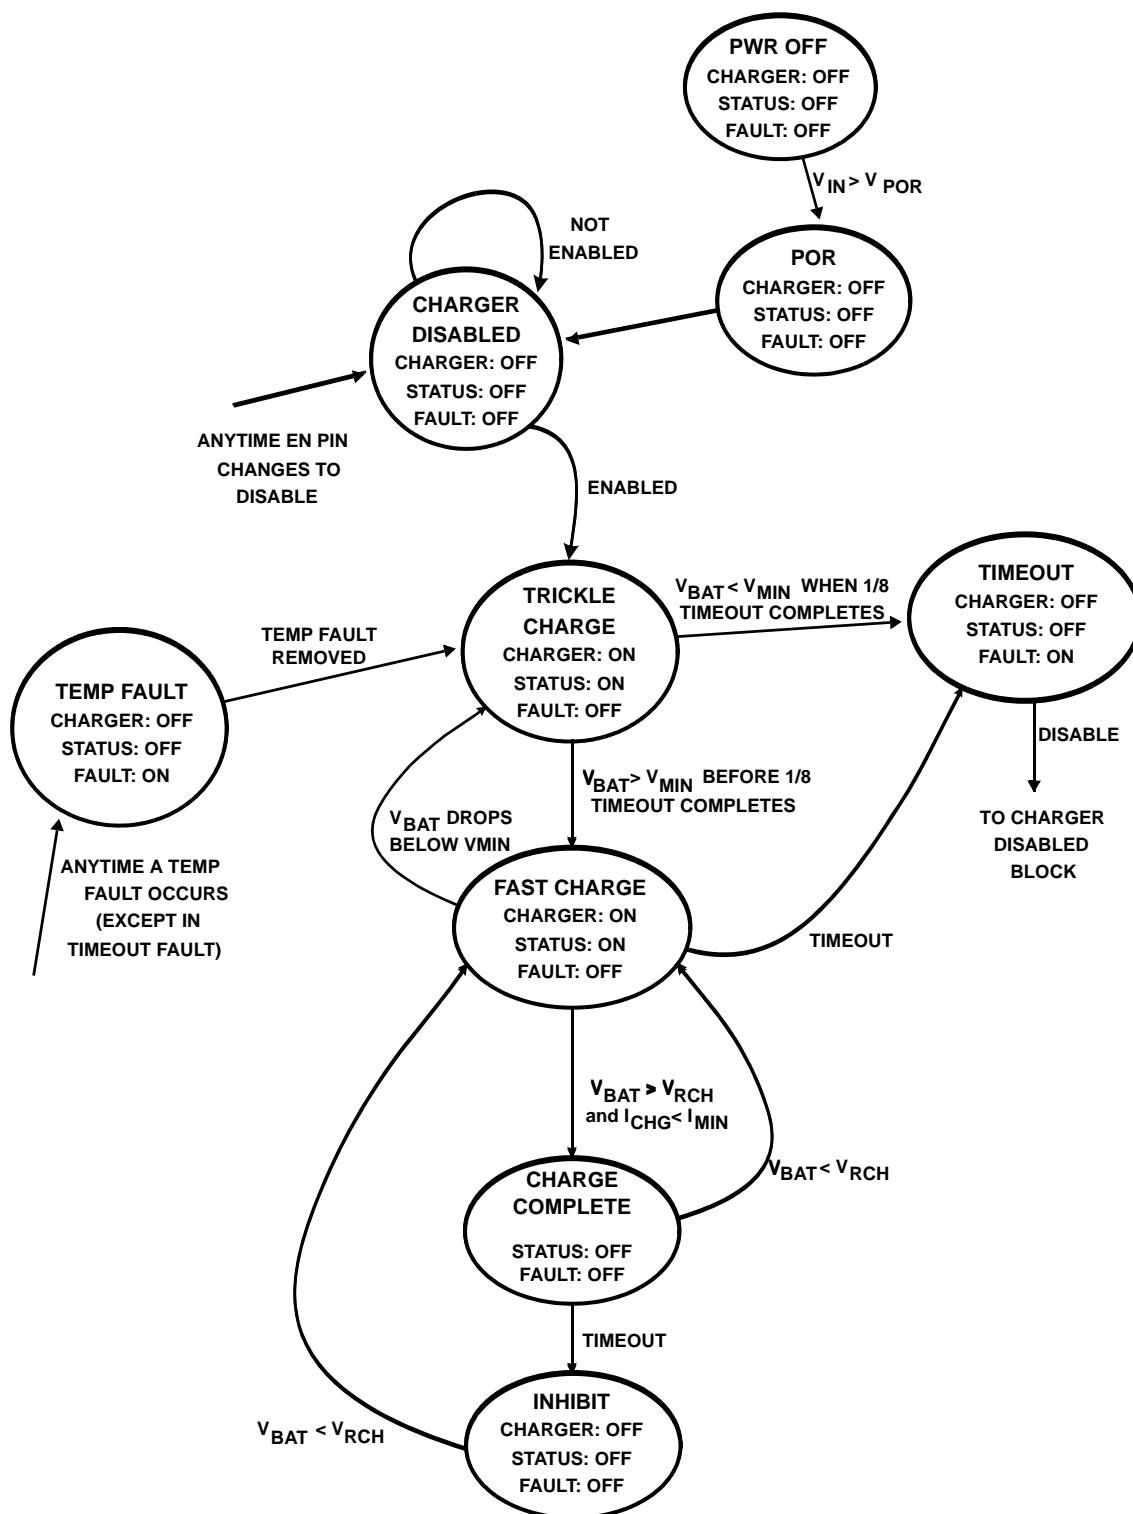 PWR OFF
CHARGER: OFF
STATUS: OFF
FAULT: OFF
VIN > VPOR
POR
CHARGER: OFF
STATUS: OFF
FAULT: OFF
NOT
ENABLED
CHARGER
DISABLED
CHARGER: OFF
STATUS: OFF
FAULT: OFF
ANYTIME EN PIN
CHANGES TO
DISABLE
ENABLED
TRICKLE
CHARGE
CHARGER: ON
STATUS: ON
FAULT: OFF
VBAT < VMIN WHEN 1/8
TIMEOUT COMPLETES
TIMEOUT
CHARGER: OFF
STATUS: OFF
FAULT: ON
DISABLE
TO CHARGER
DISABLED
BLOCK
TEMP FAULT
REMOVED
TEMP FAULT
CHARGER: OFF
STATUS: OFF
FAULT: ON
ANYTIME A TEMP
FAULT OCCURS
(EXCEPT IN
TIMEOUT FAULT)
VBAT DROPS
BELOW VMIN
VBAT > VMIN BEFORE 1/8
TIMEOUT COMPLETES
FAST CHARGE
CHARGER: ON
STATUS: ON
FAULT: OFF
TIMEOUT
VBAT > VRCH
and ICHG < IMIN
VBAT < VRCH
CHARGE
COMPLETE
STATUS: OFF
FAULT: OFF
TIMEOUT
INHIBIT
CHARGER: OFF
STATUS: OFF
FAULT: OFF
VBAT < VRCH